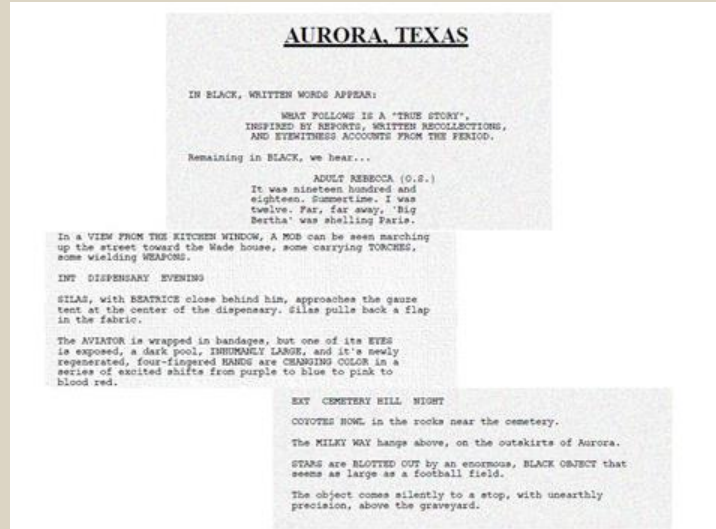 AURORA, TEXAS
IN BLACK, WRITTEN WORDS APPEAR:
WHAT FOLLOWS IS A "TRUE STORY",
INSPIRED BY REPORTS, WRITTEN RECOLLECTIONS,
AND EYEWITNESS ACCOUNTS FROM THE PERIOD.
Remaining in BLACK, we hear...
ADULT REBECCA (O.S.)
It was nineteen hundred and
eighteen. Summertime. I was
twelve. Far, far away, 'Big
Bertha' was shelling Paris.
In a VIEW FROM THE KITCHEN WINDOW, A MOB can be seen marching
up the street toward the Wade house, some carrying TORCHES,
some wielding WEAPONS.
INT DISPENSARY EVENING
SILAS, with BEATRICE close behind him, approaches the gauze
tent at the center of the dispensary. Silas pulls back a flap
in the fabric.
The AVIATOR is wrapped in bandages, but one of its EYES
is exposed, a dark pool, INHUMANLY LARGE, and it's newly
regenerated, four-fingered HANDS are CHANGING COLOR in a
series of excited shifts from purple to blue to pink to
blood red.
EXT CEMETERY HILL NIGHT
COYOTES HOWL in the rocks near the cemetery.
The MILKY WAY hangs above, on the outskirts of Aurora.
STARS are BLOTTED OUT by an enormous, BLACK OBJECT that
seems as large as a football field.
The object comes silently to a stop, with unearthly
precision, above the graveyard.